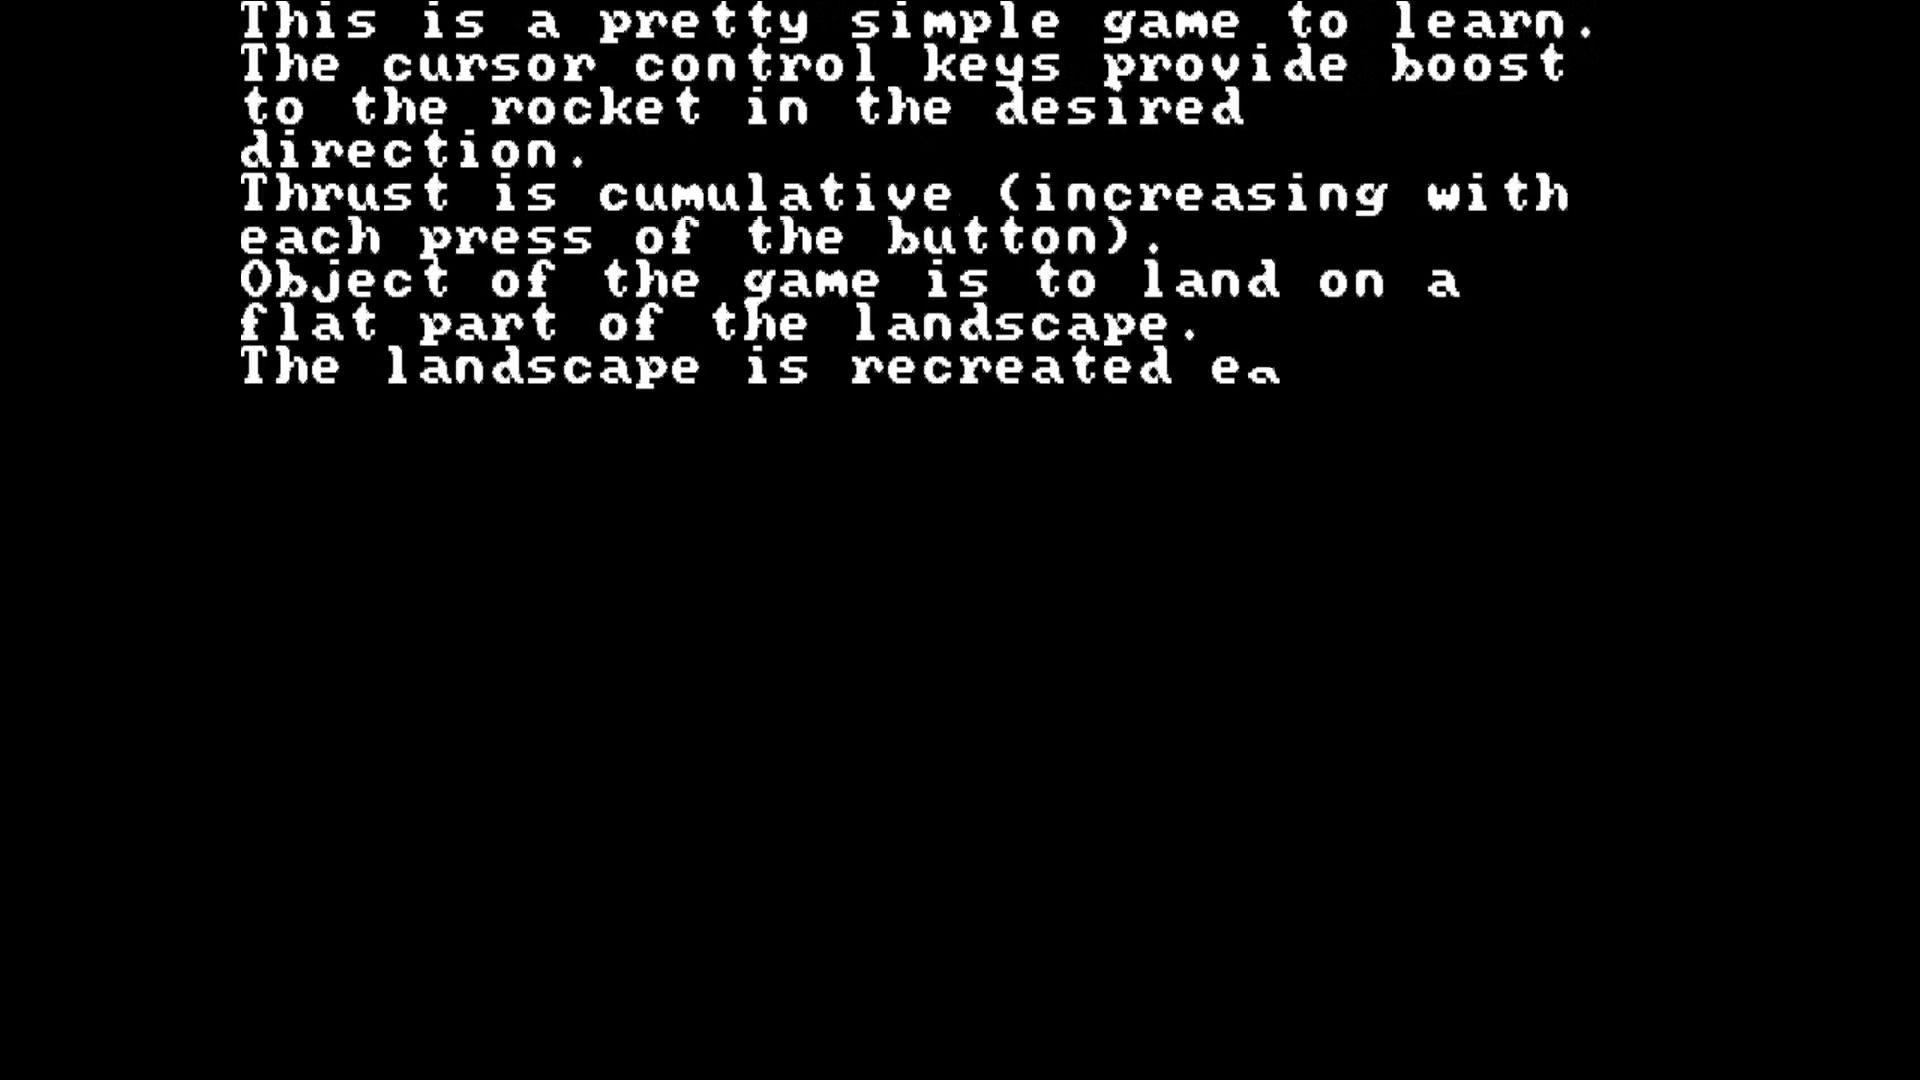 This is a pretty simple game to learn.
The cursor control keys provide boost
to the rocket in the desired
direction.
Thrust is cumulative (increasing with
each press of the button).
Object of the game is to land on a
flat part of the landscape.
The landscape is recreated ea